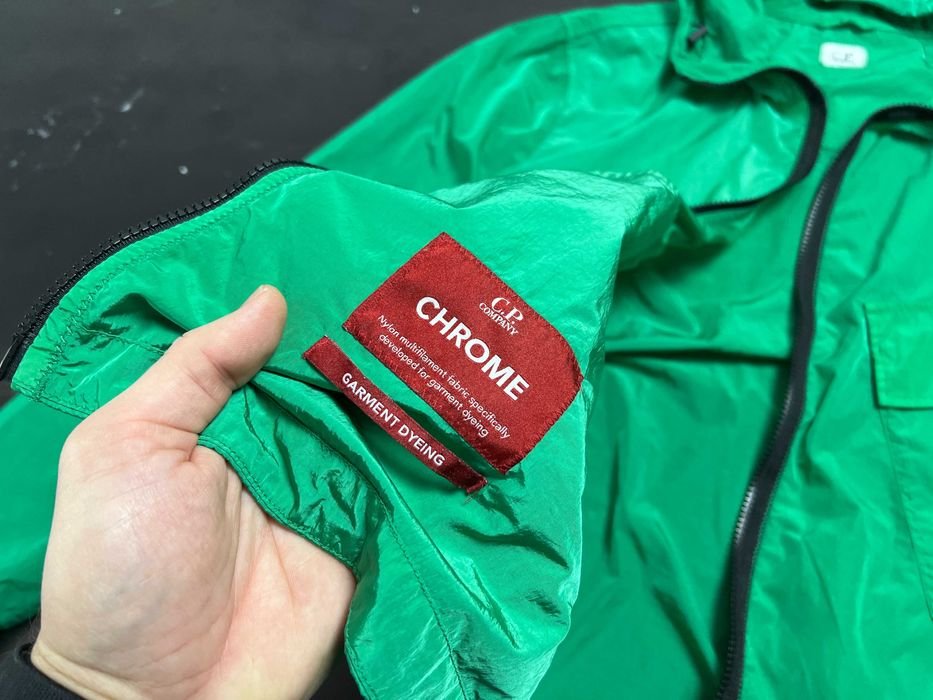 C.P.
COMPANY
CHROME
Nylon multifilament fabric specifically
developed for garment dyeing
GARMENT DYEING